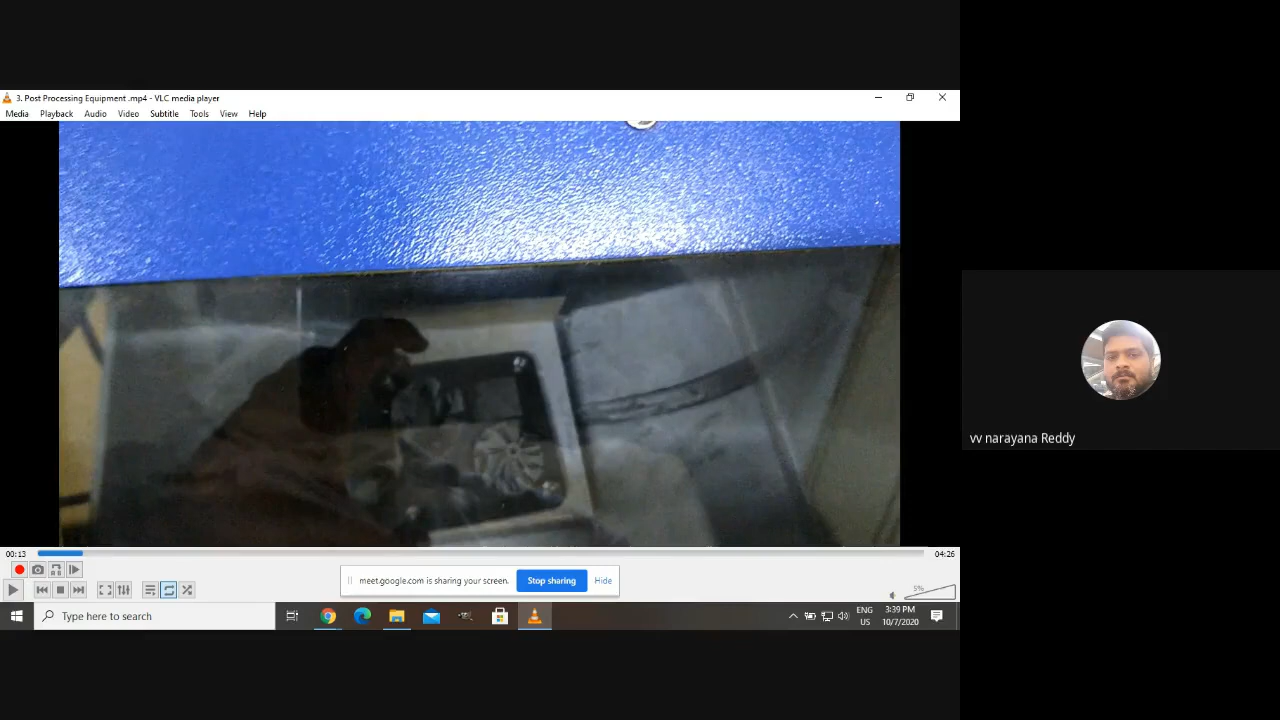 3. Post Processing Equipment .mp4 - VLC media player
Media Playback Audio Video Subtitle Tools View Help
vv narayana Reddy
00:13
04:26
meet.google.com is sharing your screen.
Stop sharing
Hide
5%
Type here to search
ENG
US
3:39 PM
10/7/2020